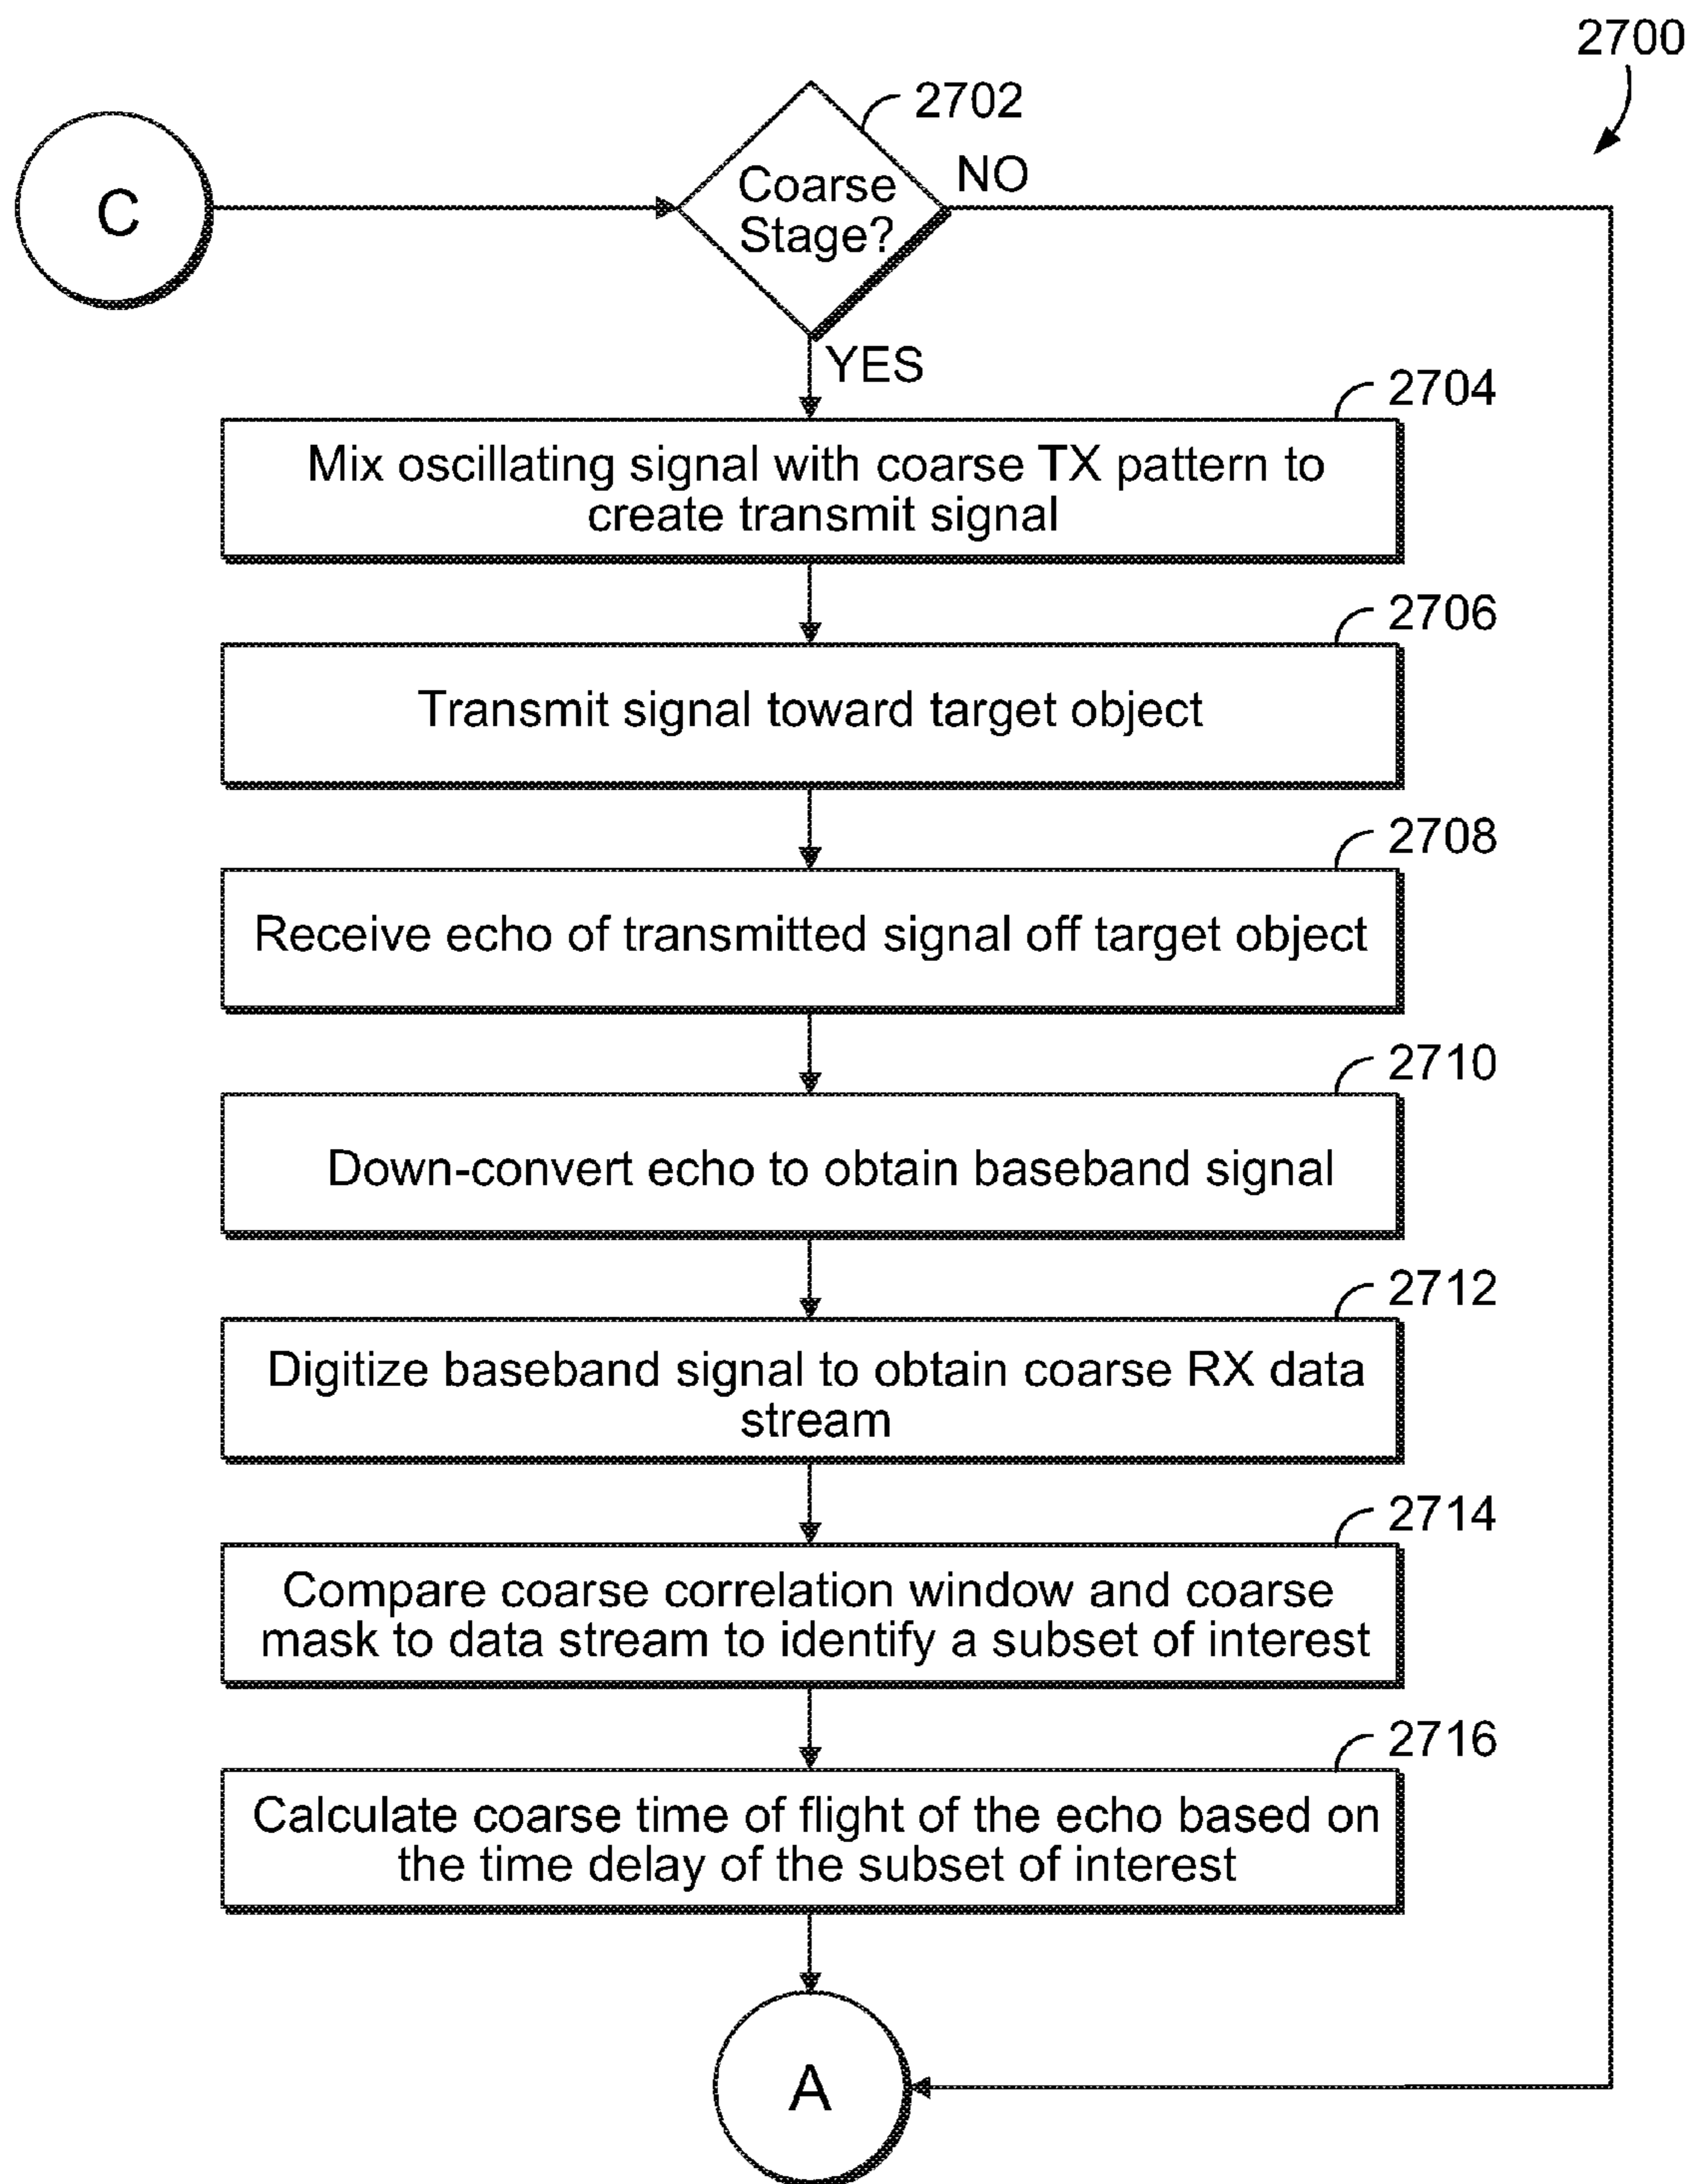 2700
2702
C
Coarse
Stage?
NO
YES
2704
Mix oscillating signal with coarse TX pattern to
create transmit signal
2706
Transmit signal toward target object
2708
Receive echo of transmitted signal off target object
2710
Down-convert echo to obtain baseband signal
2712
Digitize baseband signal to obtain coarse RX data
stream
2714
Compare coarse correlation window and coarse
mask to data stream to identify a subset of interest
2716
Calculate coarse time of flight of the echo based on
the time delay of the subset of interest
A